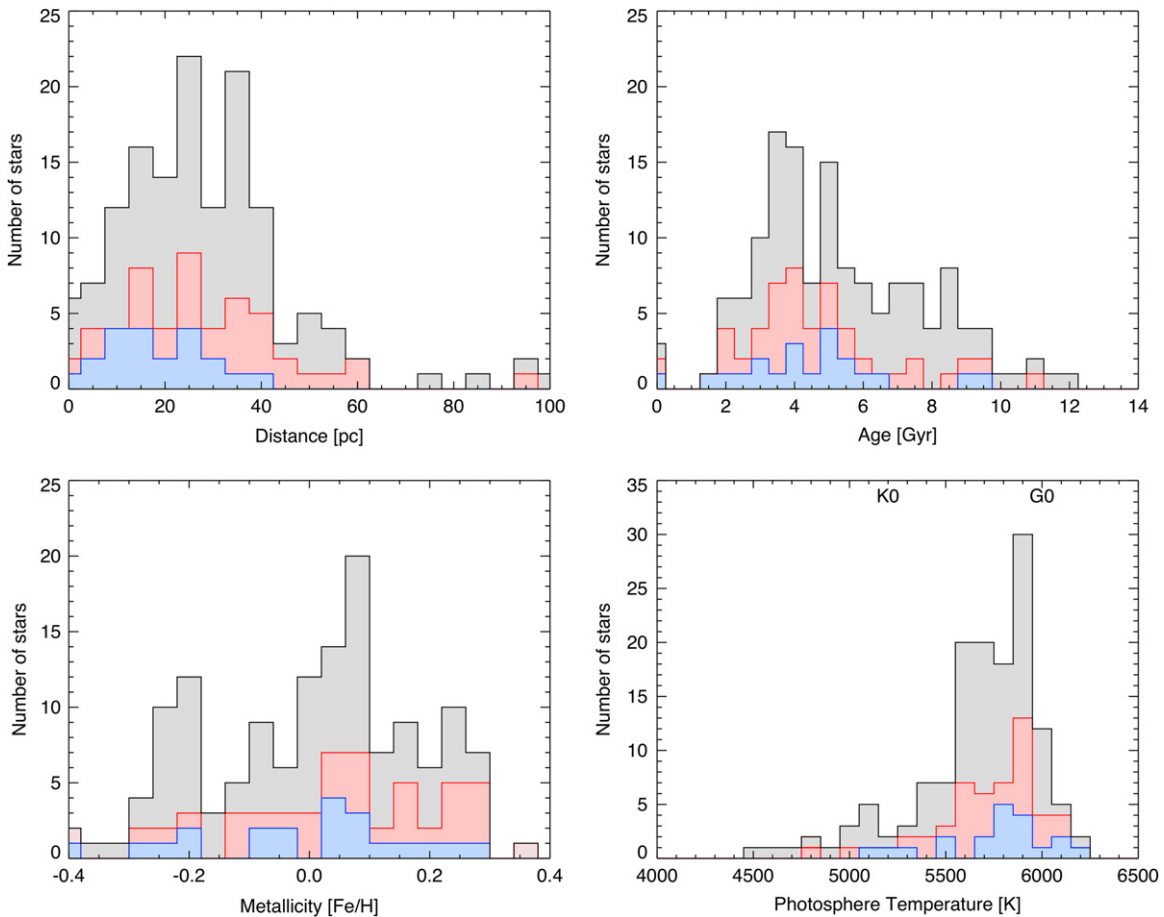 25
20
15
10
5
0
Number of stars
0 20 40 60 80 100
Distance [pc]
25
20
15
10
5
0
Number of stars
0 2 4 6 8 10 12 14
Age [Gyr]
25
20
15
10
5
0
Number of stars
-0.4 -0.2 0.0 0.2 0.4
Metallicity [Fe/H]
35
30
25
20
15
10
5
0
Number of stars
K0 G0
4000 4500 5000 5500 6000 6500
Photosphere Temperature [K]